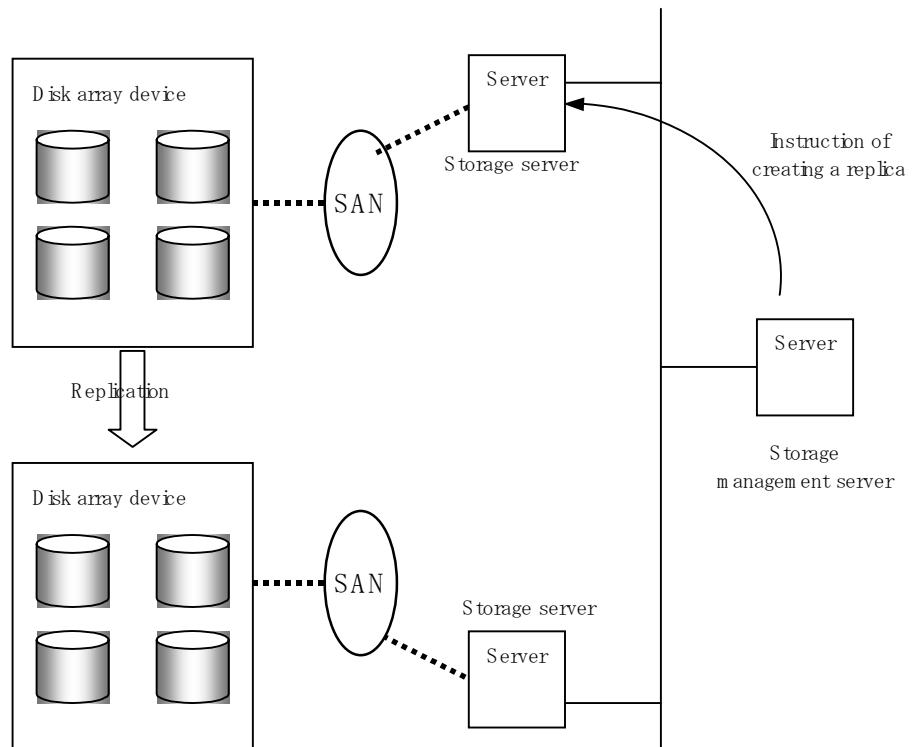 Disk array device
Server
Storage server
SAN
Instruction of
creating a replica
Server
Storage
management server
Replication
Disk array device
SAN
Storage server
Server